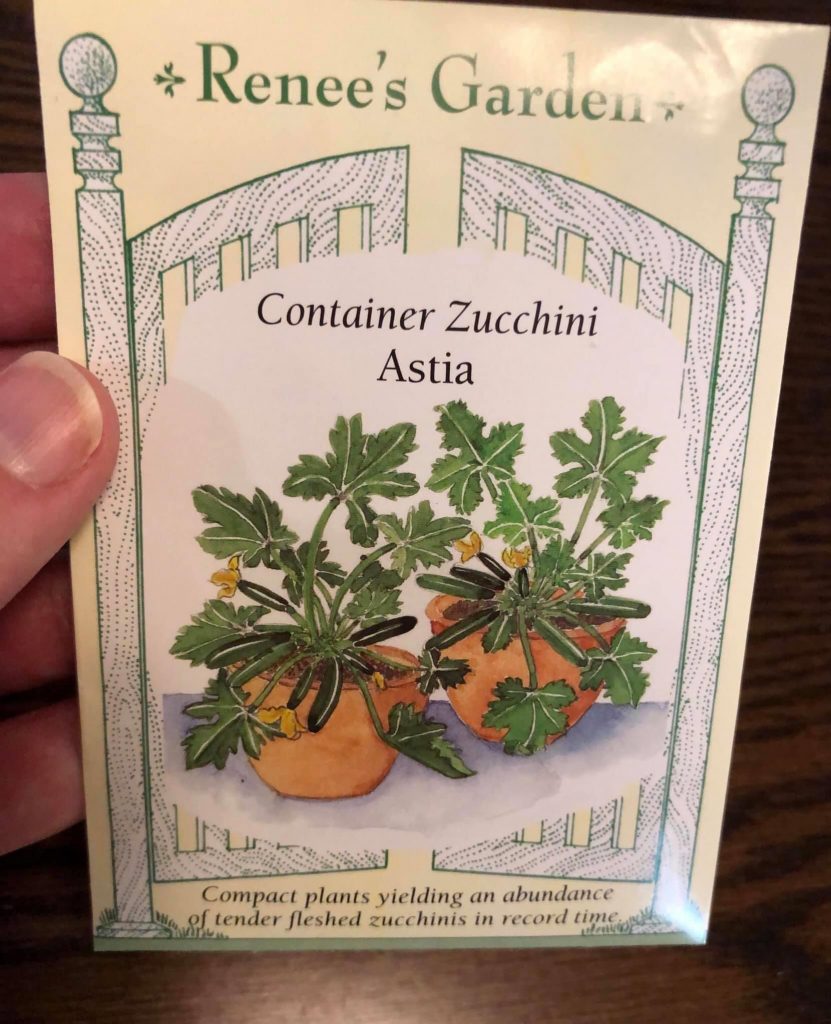 Renee's Garden
Container Zucchini
Astia
Compact plants yielding an abundance
of tender fleshed zucchinis in record time.